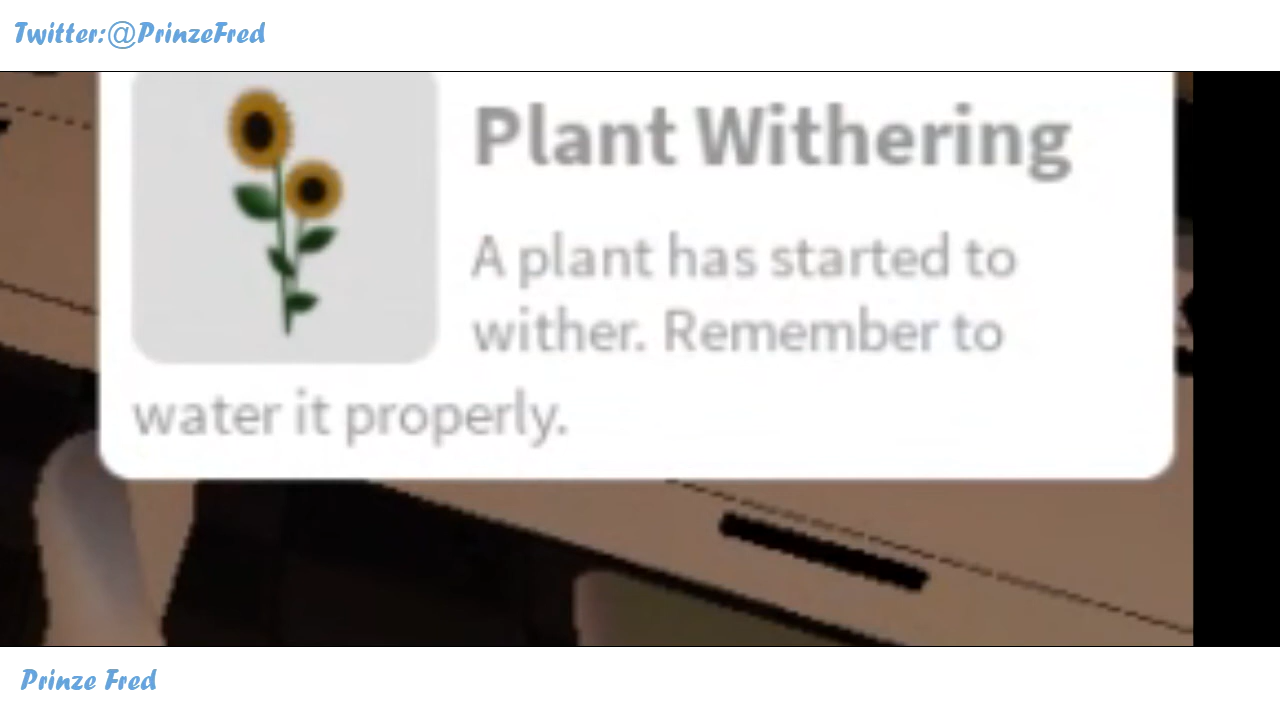 Twitter:@PrinzeFred
Plant Withering
A plant has started to
wither. Remember to
water it properly.
Prinze Fred